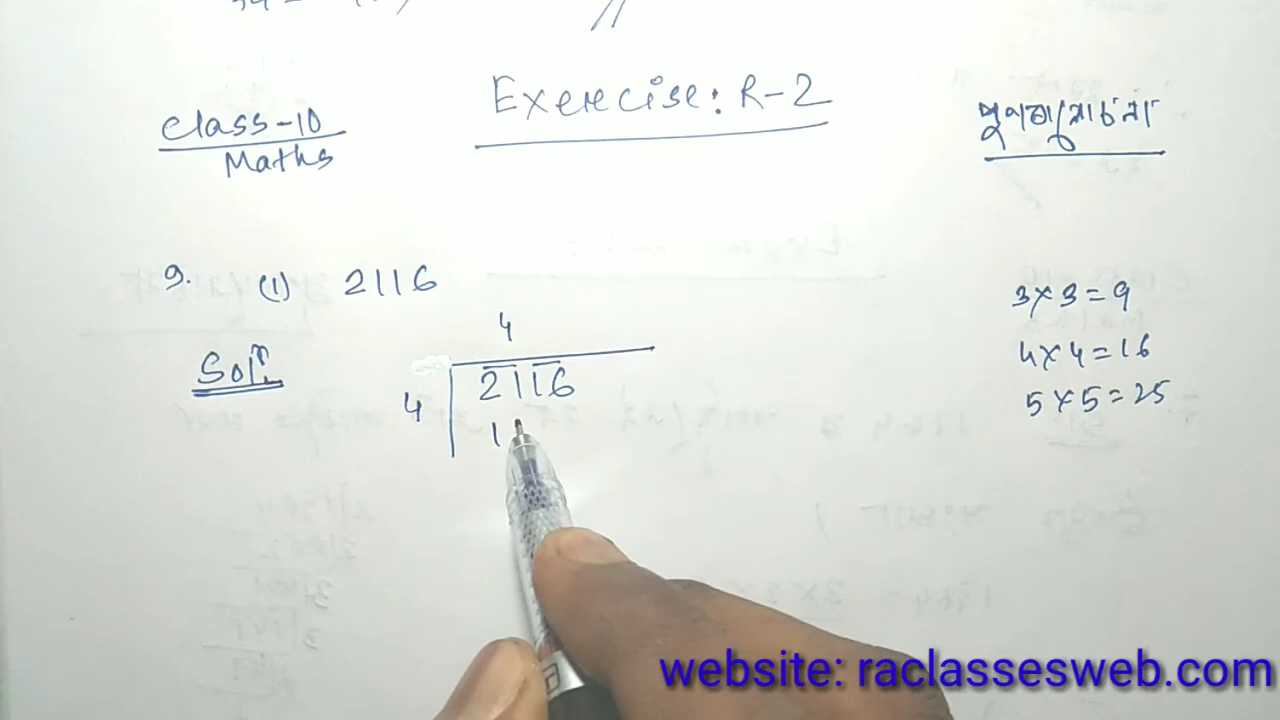 Exercise: R-2
Class-10
Maths
9. (1) 2116
Solⁿ.
4
4 2116
1
3×3=9
4×4=16
5×5=25
website: raclassesweb.com